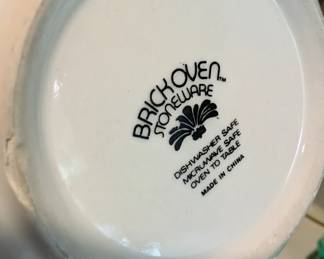 BRICK OVEN™
STONEWARE
DISHWASHER SAFE
MICROWAVE SAFE
OVEN TO TABLE
MADE IN CHINA